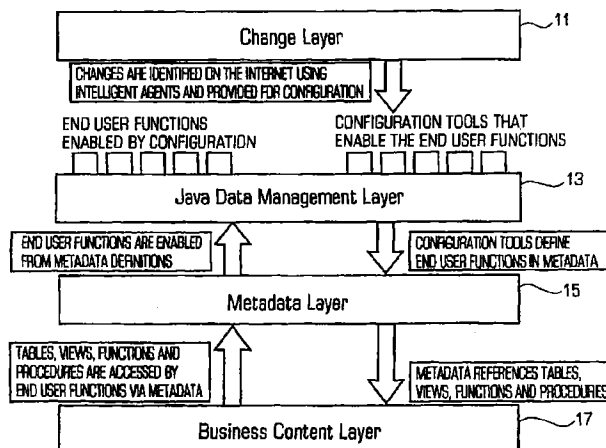 Change Layer
11
CHANGES ARE IDENTIFIED ON THE INTERNET USING
INTELLIGENT AGENTS AND PROVIDED FOR CONFIGURATION
END USER FUNCTIONS
ENABLED BY CONFIGURATION
CONFIGURATION TOOLS THAT
ENABLE THE END USER FUNCTIONS
Java Data Management Layer
13
END USER FUNCTIONS ARE ENABLED
FROM METADATA DEFINITIONS
CONFIGURATION TOOLS DEFINE
END USER FUNCTIONS IN METADATA
Metadata Layer
15
TABLES, VIEWS, FUNCTIONS AND
PROCEDURES ARE ACCESSED BY
END USER FUNCTIONS VIA METADATA
METADATA REFERENCES TABLES,
VIEWS, FUNCTIONS AND PROCEDURES
Business Content Layer
17